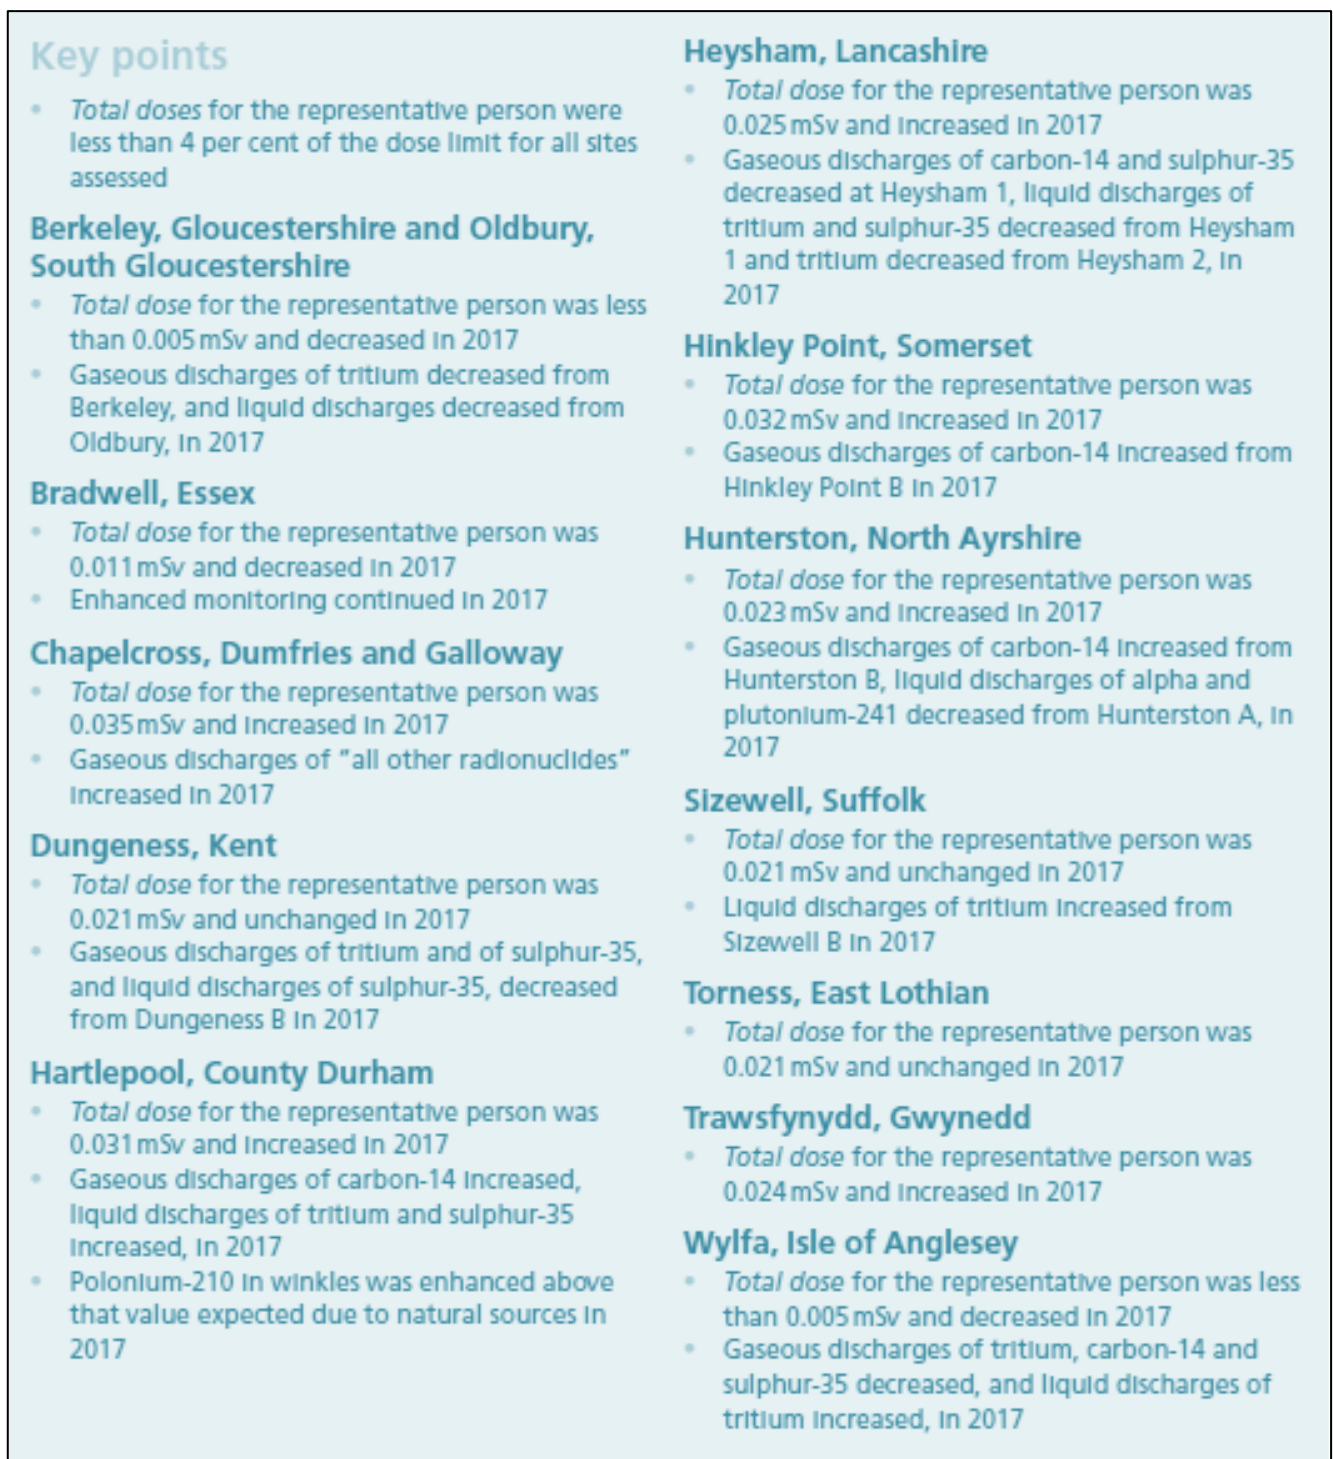 Key points
• Total doses for the representative person were
less than 4 per cent of the dose limit for all sites
assessed
Berkeley, Gloucestershire and Oldbury,
South Gloucestershire
• Total dose for the representative person was less
than 0.005 mSv and decreased in 2017
• Gaseous discharges of tritium decreased from
Berkeley, and liquid discharges decreased from
Oldbury, in 2017
Bradwell, Essex
• Total dose for the representative person was
0.011 mSv and decreased in 2017
• Enhanced monitoring continued in 2017
Chapelcross, Dumfries and Galloway
• Total dose for the representative person was
0.035 mSv and increased in 2017
• Gaseous discharges of "all other radionuclides"
increased in 2017
Dungeness, Kent
• Total dose for the representative person was
0.021 mSv and unchanged in 2017
• Gaseous discharges of tritium and of sulphur-35,
and liquid discharges of sulphur-35, decreased
from Dungeness B in 2017
Hartlepool, County Durham
• Total dose for the representative person was
0.031 mSv and increased in 2017
• Gaseous discharges of carbon-14 increased,
liquid discharges of tritium and sulphur-35
increased, in 2017
• Polonium-210 in winkles was enhanced above
that value expected due to natural sources in
2017
Heysham, Lancashire
• Total dose for the representative person was
0.025 mSv and increased in 2017
• Gaseous discharges of carbon-14 and sulphur-35
decreased at Heysham 1, liquid discharges of
tritium and sulphur-35 decreased from Heysham
1 and tritium decreased from Heysham 2, in
2017
Hinkley Point, Somerset
• Total dose for the representative person was
0.032 mSv and increased in 2017
• Gaseous discharges of carbon-14 increased from
Hinkley Point B in 2017
Hunterston, North Ayrshire
• Total dose for the representative person was
0.023 mSv and increased in 2017
• Gaseous discharges of carbon-14 increased from
Hunterston B, liquid discharges of alpha and
plutonium-241 decreased from Hunterston A, in
2017
Sizewell, Suffolk
• Total dose for the representative person was
0.021 mSv and unchanged in 2017
• Liquid discharges of tritium increased from
Sizewell B in 2017
Torness, East Lothian
• Total dose for the representative person was
0.021 mSv and unchanged in 2017
Trawsfynydd, Gwynedd
• Total dose for the representative person was
0.024 mSv and increased in 2017
Wylfa, Isle of Anglesey
• Total dose for the representative person was less
than 0.005 mSv and decreased in 2017
• Gaseous discharges of tritium, carbon-14 and
sulphur-35 decreased, and liquid discharges of
tritium increased, in 2017